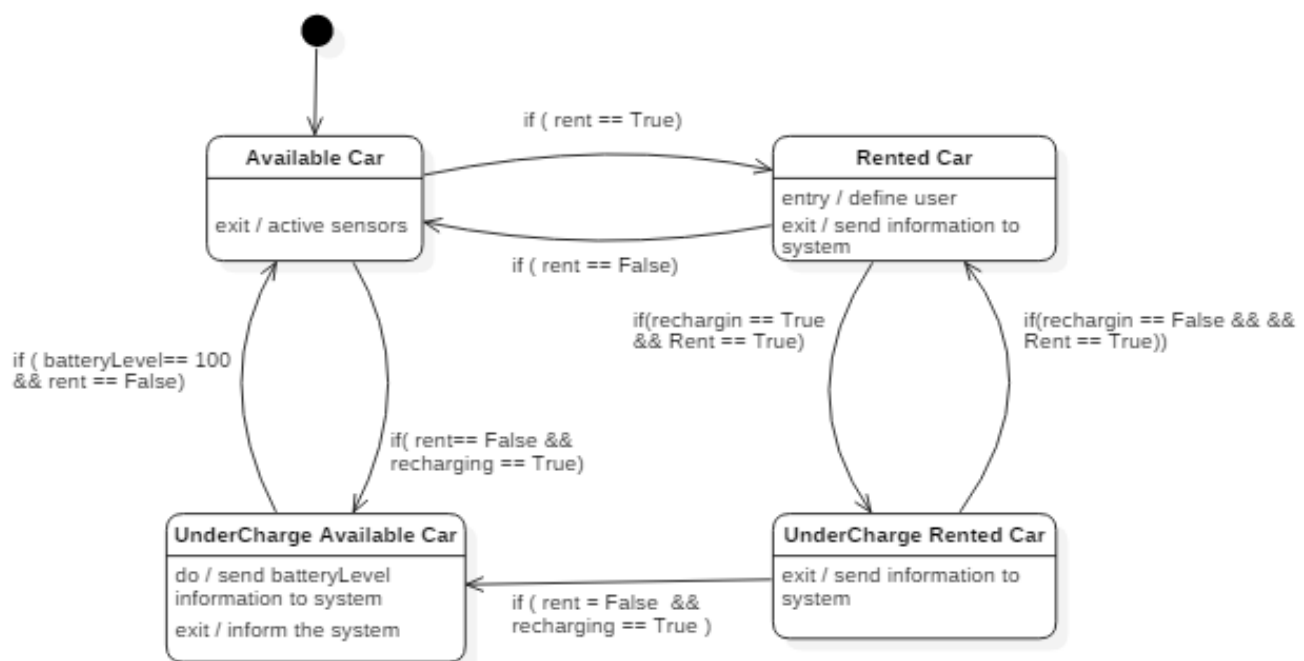 if ( rent == True)
Available Car
exit / active sensors
Rented Car
entry / define user
exit / send information to
system
if ( rent == False)
if(rechargin == True
&& Rent == True)
if(rechargin == False && &&
Rent == True))
if ( batteryLevel== 100
&& rent == False)
if( rent== False &&
recharging == True)
UnderCharge Available Car
do / send batteryLevel
information to system
exit / inform the system
UnderCharge Rented Car
exit / send information to
system
if ( rent = False  &&
recharging == True )